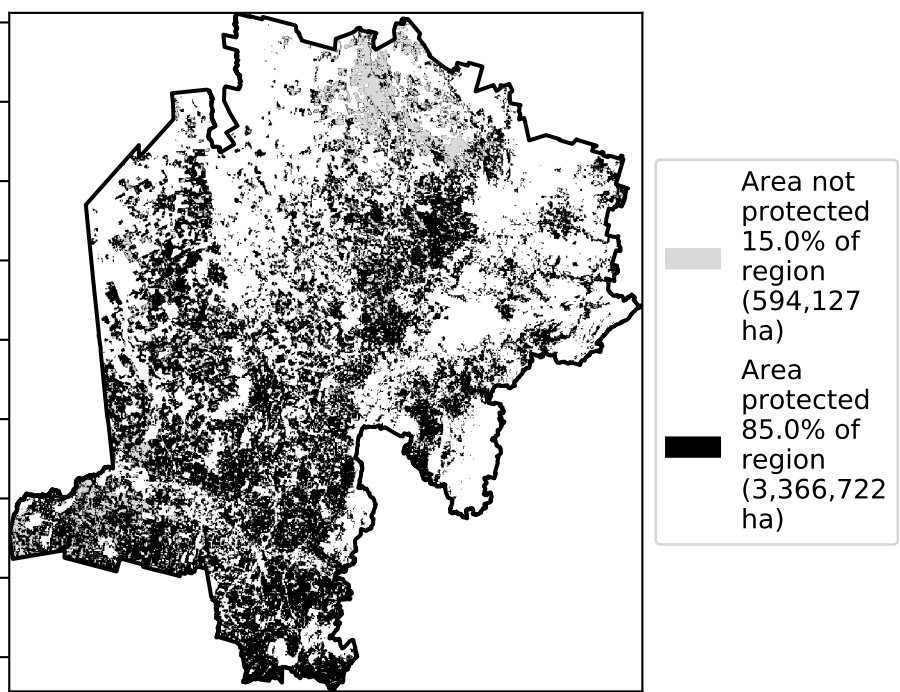 Area not
protected
15.0% of
region
(594,127
ha)
Area
protected
85.0% of
region
(3,366,722
ha)